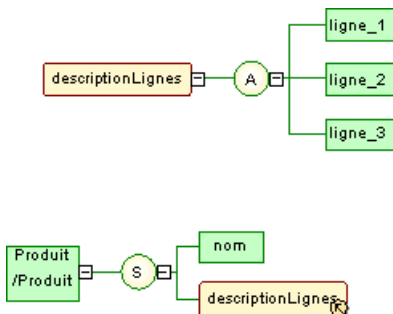 ligne_1
descriptionLignes
A
ligne_2
ligne_3
nom
Produit
/Produit
S
descriptionLignes